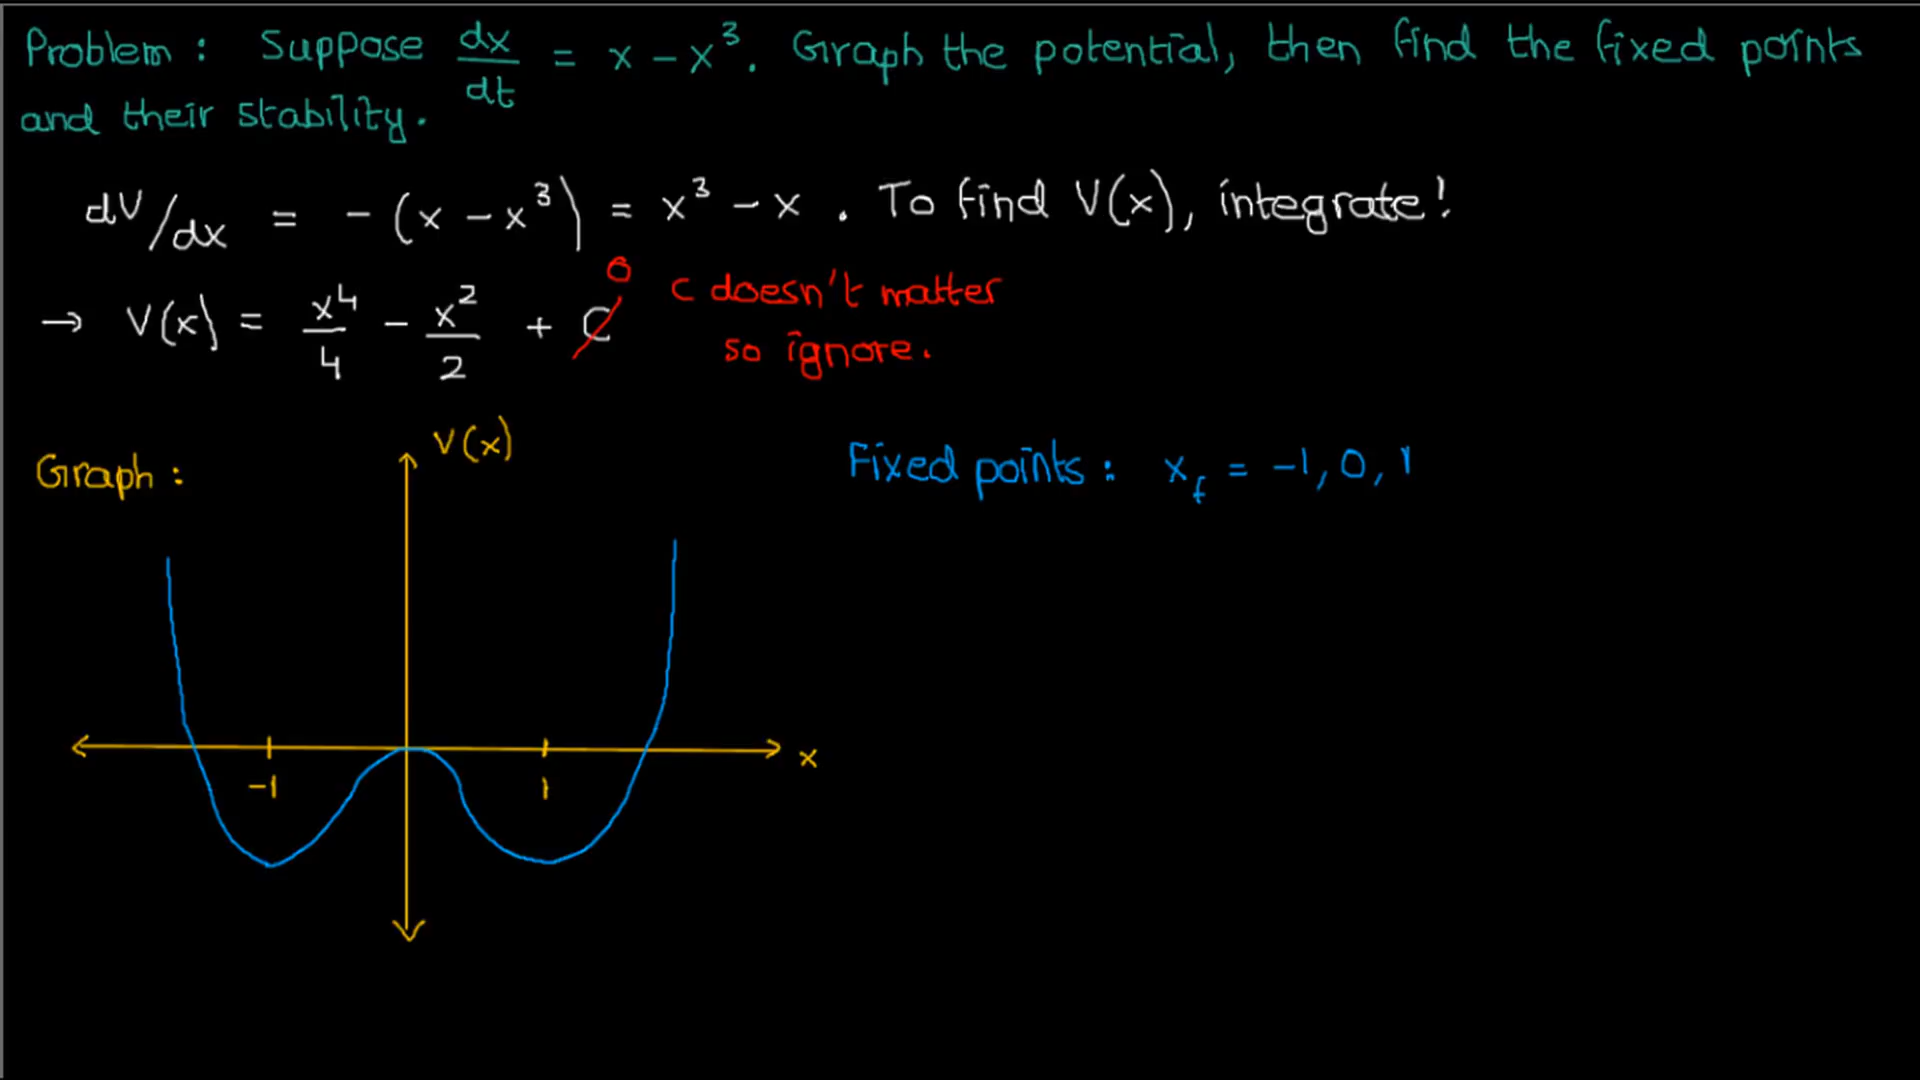 Problem: Suppose dx/dt = x - x³. Graph the potential, then find the fixed points
and their stability.
dV/dx = -(x - x³) = x³ - x. To find V(x), integrate!
→ V(x) = x⁴/4 - x²/2 + C 0
C doesn't matter
so ignore.
Graph:
V(x)
Fixed points: x_f = -1, 0, 1
x
-1
1